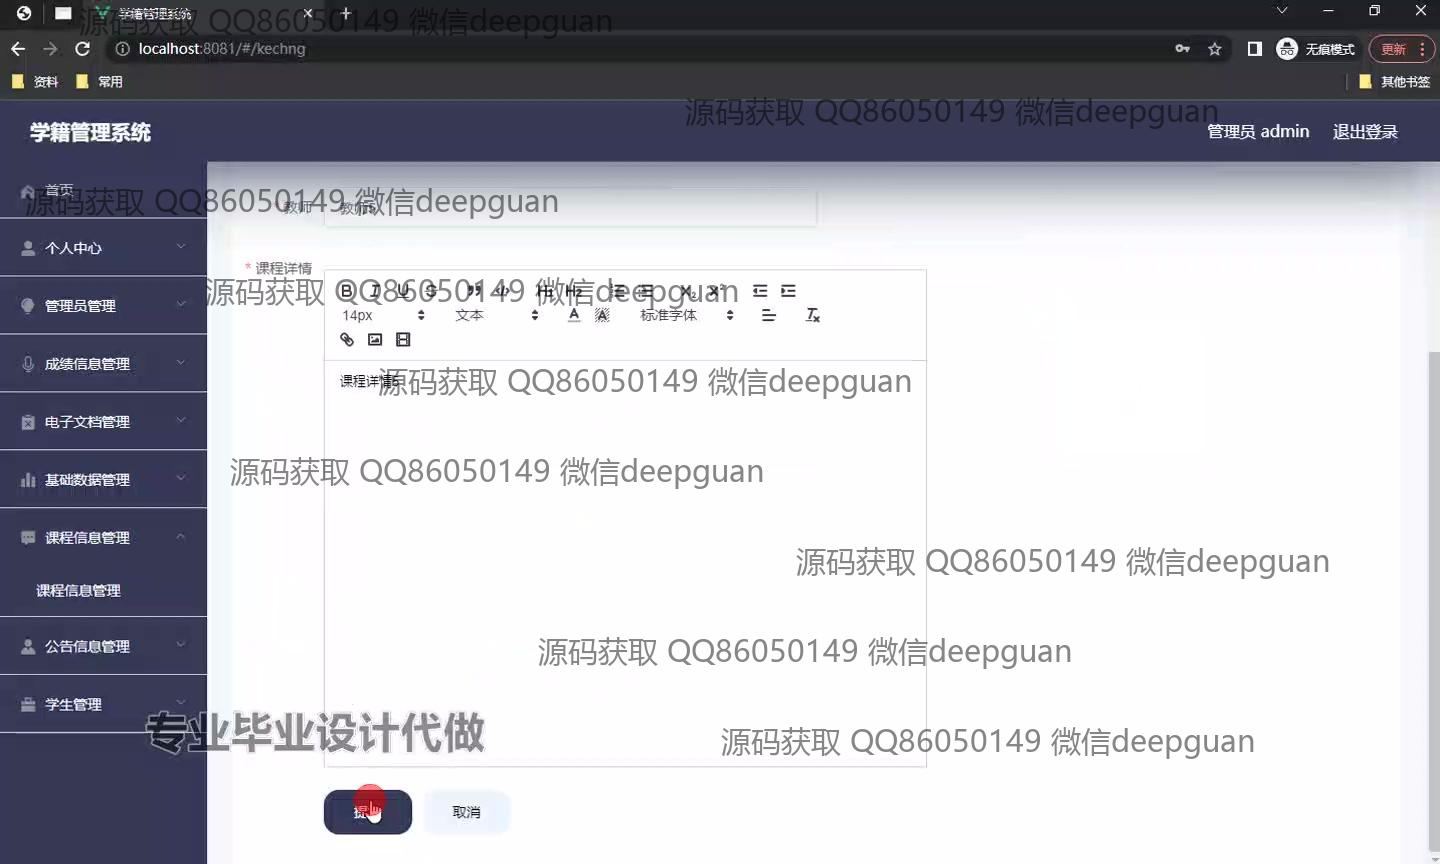 学籍管理系统
源码获取 QQ86050149 微信deepguan
localhost:8081/#/kechng
无痕模式
更新
资料
常用
其他书签
源码获取 QQ86050149 微信deepguan
学籍管理系统
管理员 admin
退出登录
首页
源码获取 QQ86050149 微信deepguan
教师
个人中心
* 课程详情
管理员管理
源码获取 QQ86050149 微信deepguan
14px
文本
标准字体
成绩信息管理
课程详情
源码获取 QQ86050149 微信deepguan
电子文档管理
基础数据管理
源码获取 QQ86050149 微信deepguan
课程信息管理
源码获取 QQ86050149 微信deepguan
课程信息管理
公告信息管理
源码获取 QQ86050149 微信deepguan
学生管理
专业毕业设计代做
源码获取 QQ86050149 微信deepguan
取消